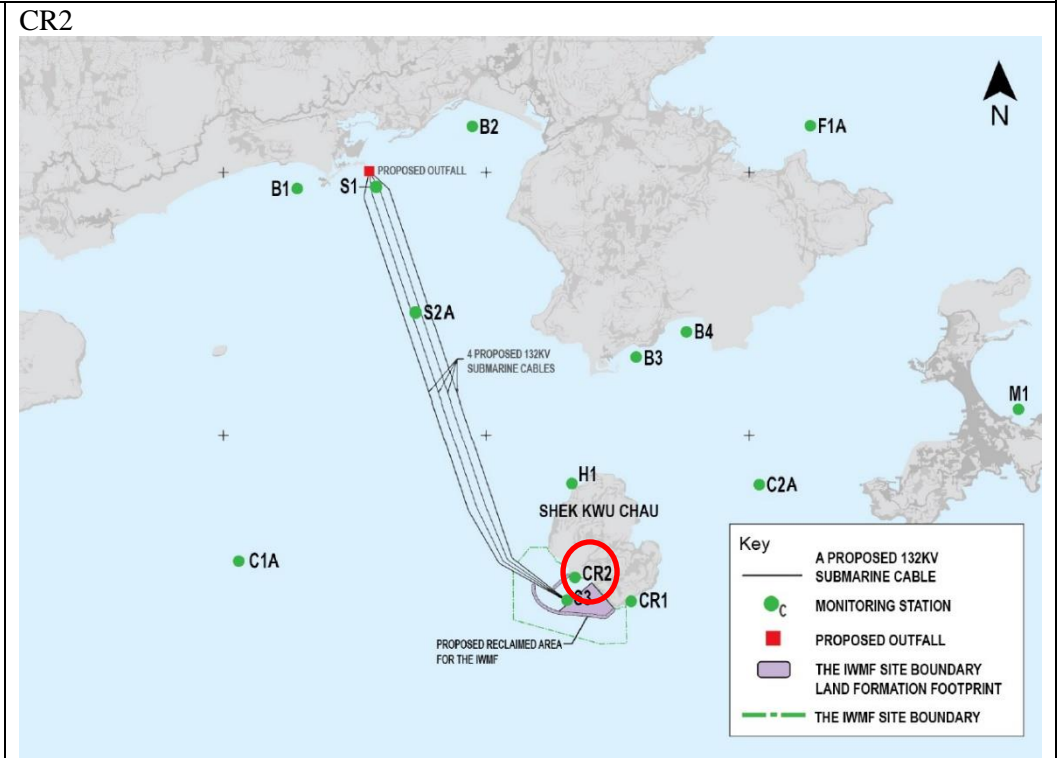 CR2
N
B2
F1A
PROPOSED OUTFALL
B1
S1
S2A
B4
4 PROPOSED 132KV
SUBMARINE CABLES
B3
M1
H1
C2A
SHEK KWU CHAU
C1A
CR2
S3
CR1
PROPOSED RECLAIMED AREA
FOR THE IWMF
Key
A PROPOSED 132KV
SUBMARINE CABLE
C MONITORING STATION
PROPOSED OUTFALL
THE IWMF SITE BOUNDARY
LAND FORMATION FOOTPRINT
THE IWMF SITE BOUNDARY